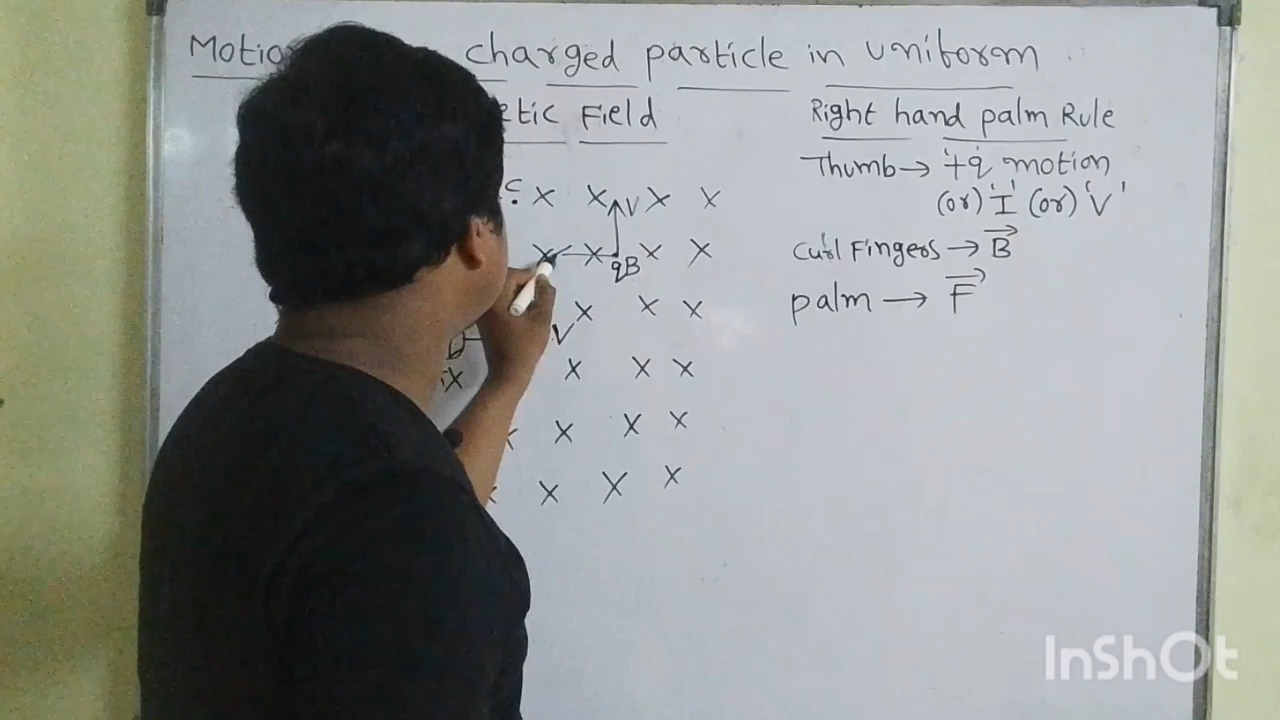 Motio charged particle in uniform
etic Field
Right hand palm Rule
Thumb → '+q' motion
(or) 'I' (or) 'V'
Curl Fingers → B
palm → F
C: X X X X
V
X X X X
qB
X X X
V
X X X X
X X X
X X X
InShOt